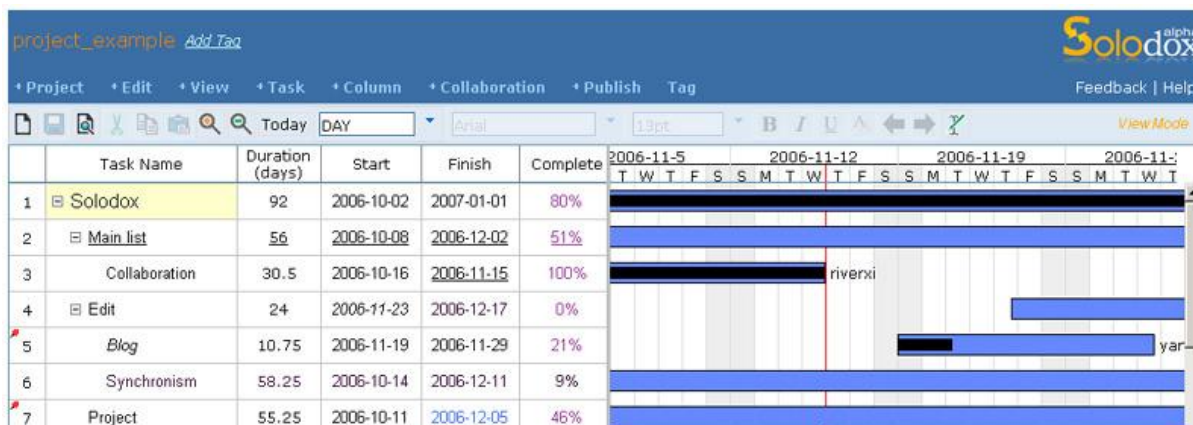 project_example Add Tag
Solodox alpha
Project Edit View Task Column Collaboration Publish Tag
Feedback | Help
Today DAY Arial 13pt B I U A View Mode
Task Name Duration (days) Start Finish Complete 2006-11-5 2006-11-12 2006-11-19 2006-11-
T W T F S S M T W T F S S M T W T F S S M T W T
1 Solodox 92 2006-10-02 2007-01-01 80%
2 Main list 56 2006-10-08 2006-12-02 51%
3 Collaboration 30.5 2006-10-16 2006-11-15 100% riverxi
4 Edit 24 2006-11-23 2006-12-17 0%
5 Blog 10.75 2006-11-19 2006-11-29 21% yar
6 Synchronism 58.25 2006-10-14 2006-12-11 9%
7 Project 55.25 2006-10-11 2006-12-05 46%